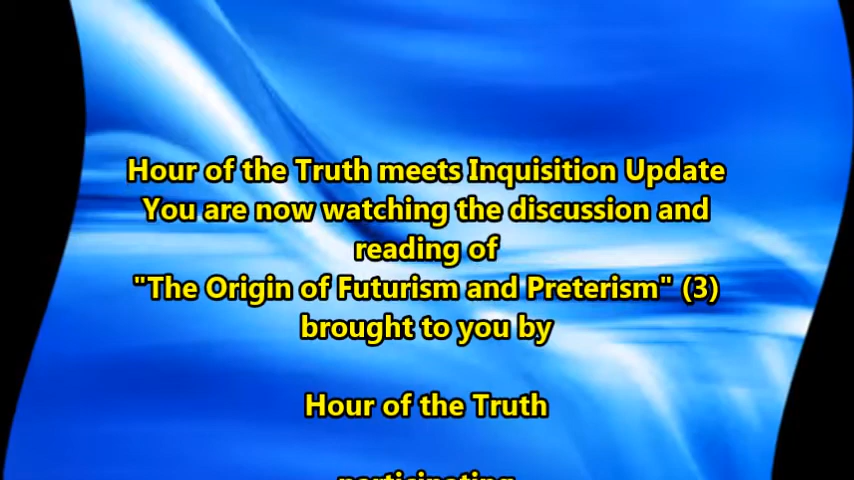 Hour of the Truth meets Inquisition Update
You are now watching the discussion and
reading of
"The Origin of Futurism and Preterism" (3)
brought to you by
Hour of the Truth
participating